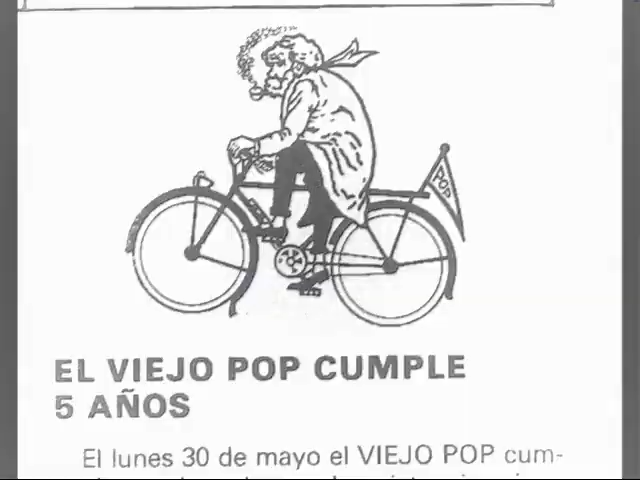 POP
EL VIEJO POP CUMPLE
5 AÑOS
El lunes 30 de mayo el VIEJO POP cum-